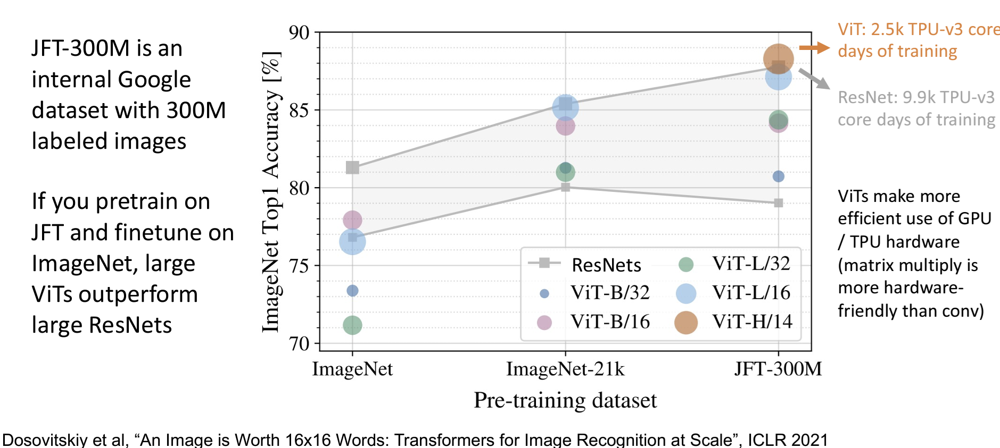 JFT-300M is an
internal Google
dataset with 300M
labeled images
If you pretrain on
JFT and finetune on
ImageNet, large
ViTs outperform
large ResNets
ImageNet Top1 Accuracy [%]
90
85
80
75
70
ResNets
ViT-B/32
ViT-B/16
ViT-L/32
ViT-L/16
ViT-H/14
ImageNet
ImageNet-21k
JFT-300M
Pre-training dataset
ViT: 2.5k TPU-v3 core
days of training
ResNet: 9.9k TPU-v3
core days of training
ViTs make more
efficient use of GPU
/ TPU hardware
(matrix multiply is
more hardware-
friendly than conv)
Dosovitskiy et al, “An Image is Worth 16x16 Words: Transformers for Image Recognition at Scale”, ICLR 2021